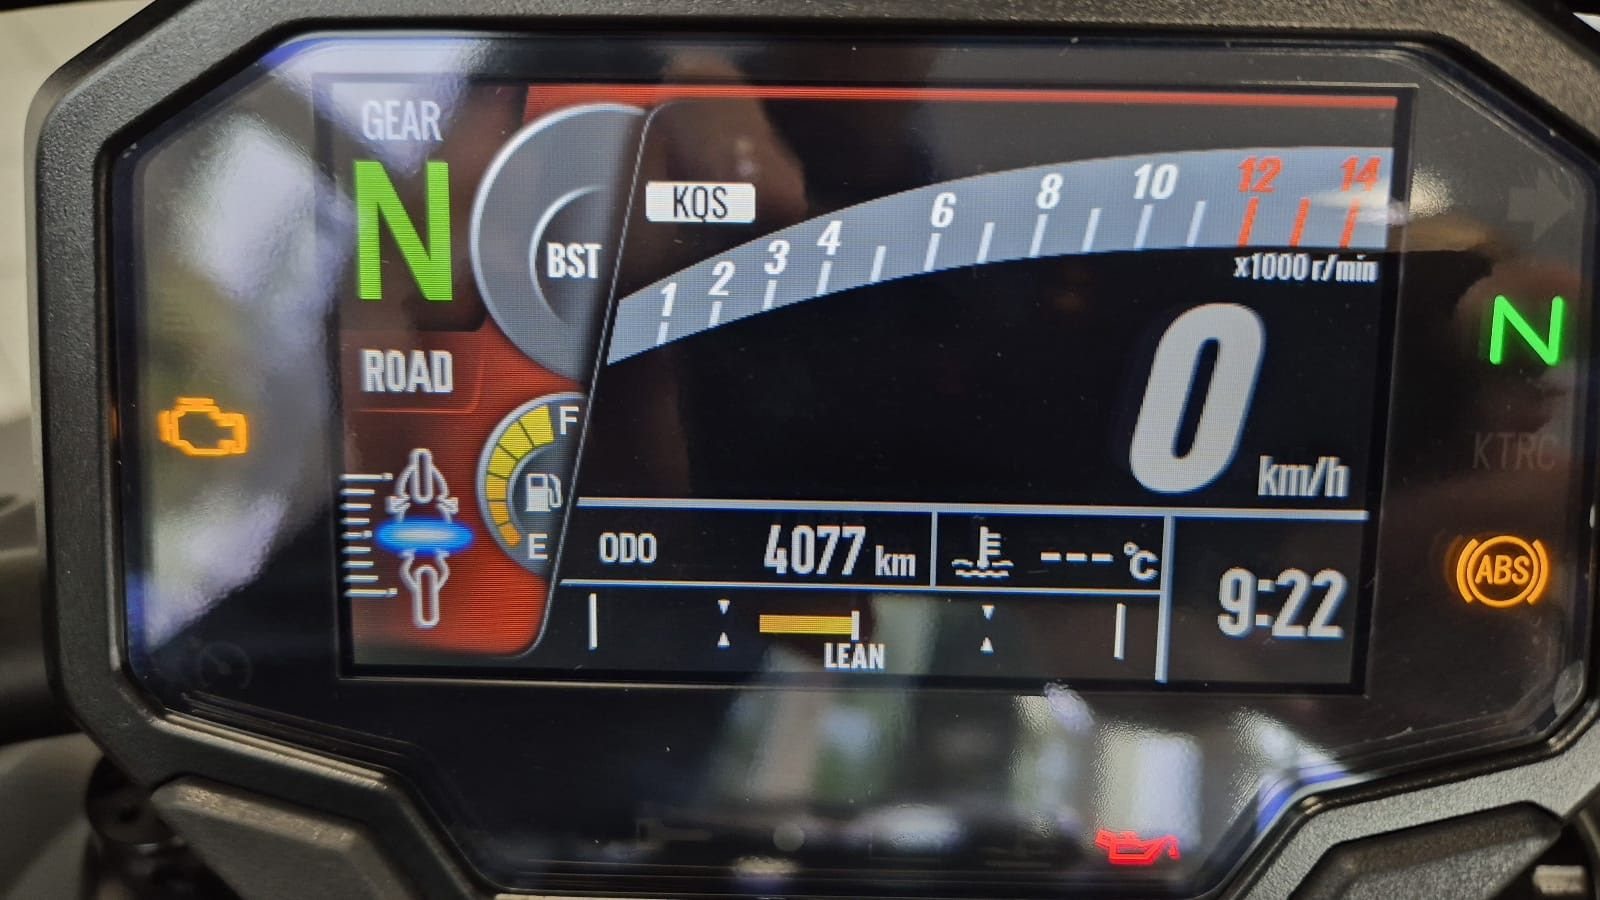 GEAR
N
BST
KQS
1 2 3 4 6 8 10 12 14
x1000 r/min
ROAD
N
0 km/h
KTRC
F
E
ODO 4077 km
---°C
ABS
9:22
LEAN